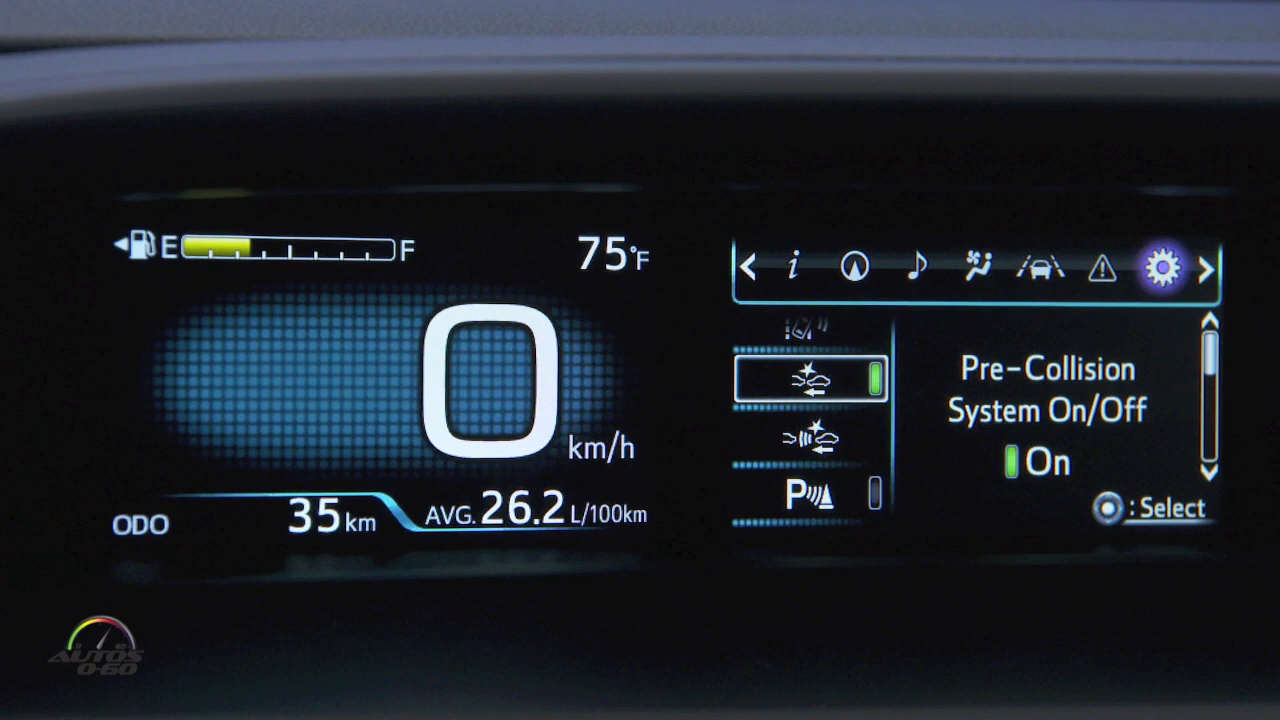 E F
75°F
0 km/h
ODO 35 km
AVG. 26.2 L/100km
i
Pre-Collision
System On/Off
On
P
: Select
AUTOS
0-60